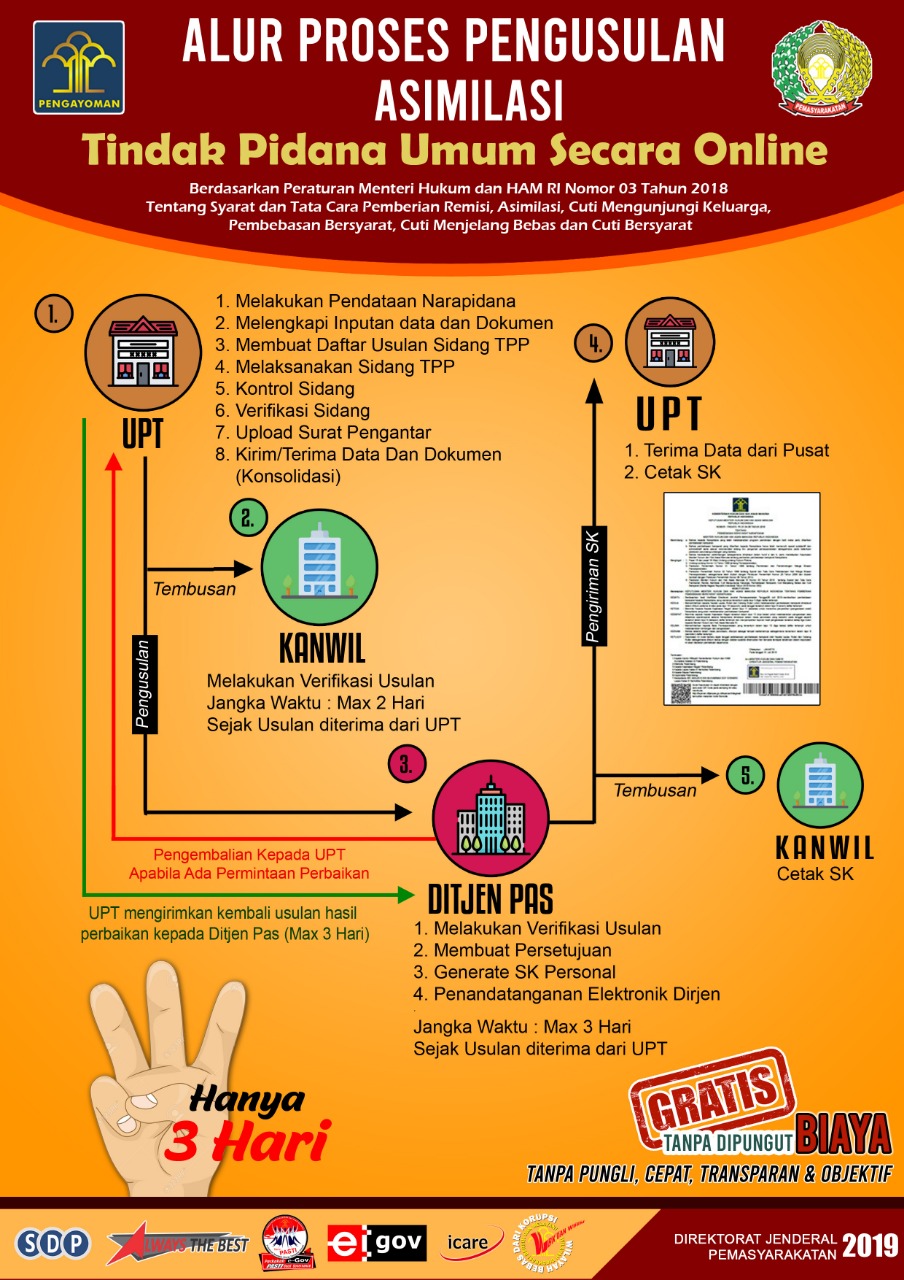 ALUR PROSES PENGUSULAN
ASIMILASI
Tindak Pidana Umum Secara Online
Berdasarkan Peraturan Menteri Hukum dan HAM RI Nomor 03 Tahun 2018
Tentang Syarat dan Tata Cara Pemberian Remisi, Asimilasi, Cuti Mengunjungi Keluarga,
Pembebasan Bersyarat, Cuti Menjelang Bebas dan Cuti Bersyarat
PENGAYOMAN
PEMASYARAKATAN
1.
UPT
1. Melakukan Pendataan Narapidana
2. Melengkapi Inputan data dan Dokumen
3. Membuat Daftar Usulan Sidang TPP
4. Melaksanakan Sidang TPP
5. Kontrol Sidang
6. Verifikasi Sidang
7. Upload Surat Pengantar
8. Kirim/Terima Data Dan Dokumen
(Konsolidasi)
4.
UPT
1. Terima Data dari Pusat
2. Cetak SK
2.
Tembusan
KANWIL
Melakukan Verifikasi Usulan
Jangka Waktu : Max 2 Hari
Sejak Usulan diterima dari UPT
Pengusulan
Pengiriman SK
3.
Tembusan
5.
KANWIL
Cetak SK
Pengembalian Kepada UPT
Apabila Ada Permintaan Perbaikan
UPT mengirimkan kembali usulan hasil
perbaikan kepada Ditjen Pas (Max 3 Hari)
DITJEN PAS
1. Melakukan Verifikasi Usulan
2. Membuat Persetujuan
3. Generate SK Personal
4. Penandatanganan Elektronik Dirjen
Jangka Waktu : Max 3 Hari
Sejak Usulan diterima dari UPT
Hanya
3 Hari
GRATIS
TANPA DIPUNGUT BIAYA
TANPA PUNGLI, CEPAT, TRANSPARAN & OBJEKTIF
SDP
ALWAYS THE BEST
PASTI
e-Gov
e gov
icare
WILAYAH BEBAS DARI KORUPSI
DIREKTORAT JENDERAL
PEMASYARAKATAN 2019